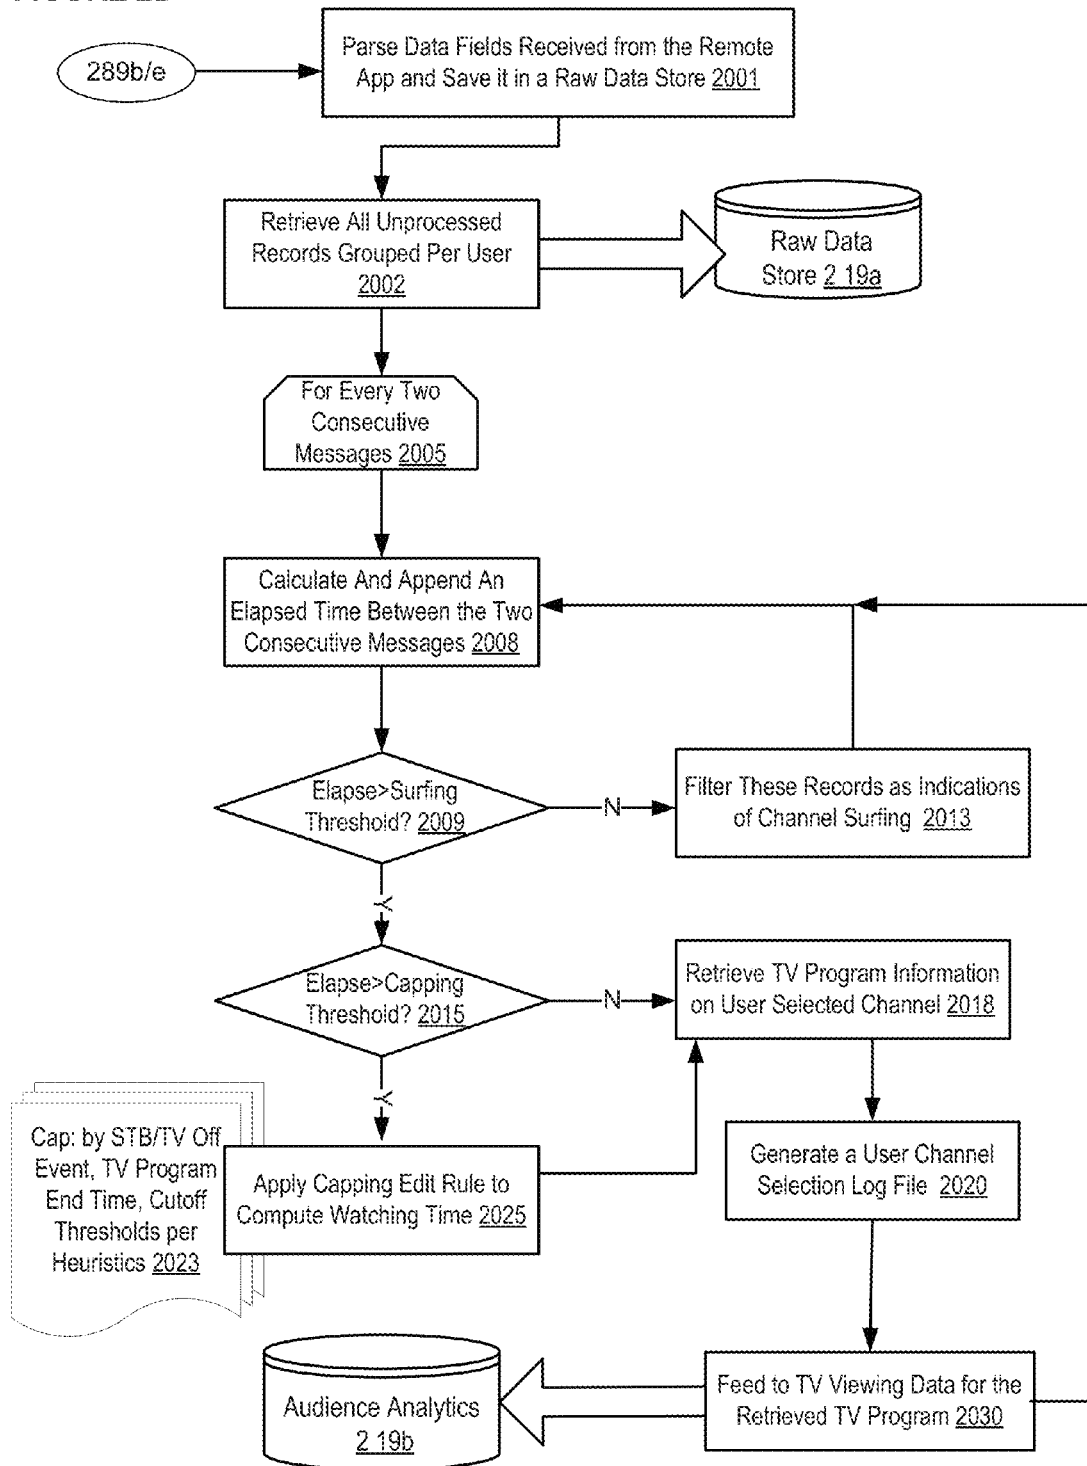 289b/e
Parse Data Fields Received from the Remote
App and Save it in a Raw Data Store 2001
Retrieve All Unprocessed
Records Grouped Per User
2002
Raw Data
Store 2 19a
For Every Two
Consecutive
Messages 2005
Calculate And Append An
Elapsed Time Between the Two
Consecutive Messages 2008
Elapse>Surfing
Threshold? 2009
N
Filter These Records as Indications
of Channel Surfing 2013
Y
Elapse>Capping
Threshold? 2015
N
Retrieve TV Program Information
on User Selected Channel 2018
Y
Cap: by STB/TV Off
Event, TV Program
End Time, Cutoff
Thresholds per
Heuristics 2023
Apply Capping Edit Rule to
Compute Watching Time 2025
Generate a User Channel
Selection Log File 2020
Audience Analytics
2 19b
Feed to TV Viewing Data for the
Retrieved TV Program 2030